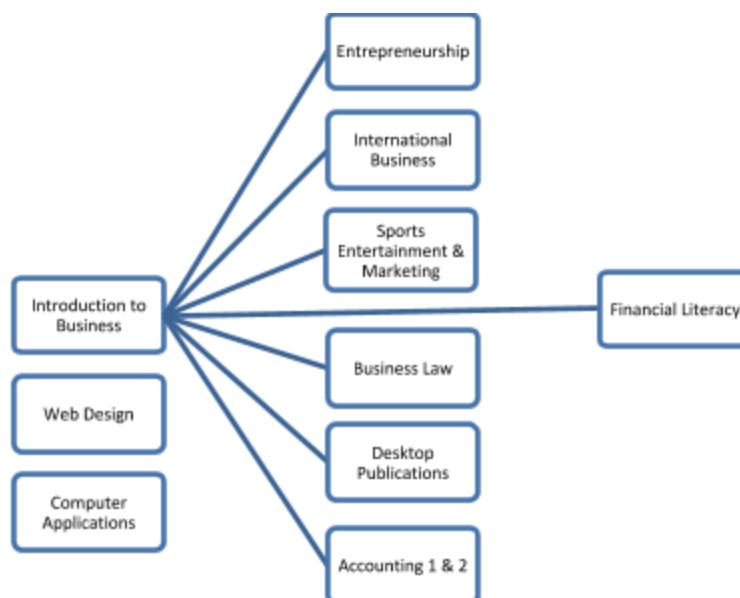 Entrepreneurship
International
Business
Sports
Entertainment &
Marketing
Introduction to
Business
Financial Literacy
Business Law
Web Design
Desktop
Publications
Computer
Applications
Accounting 1 & 2